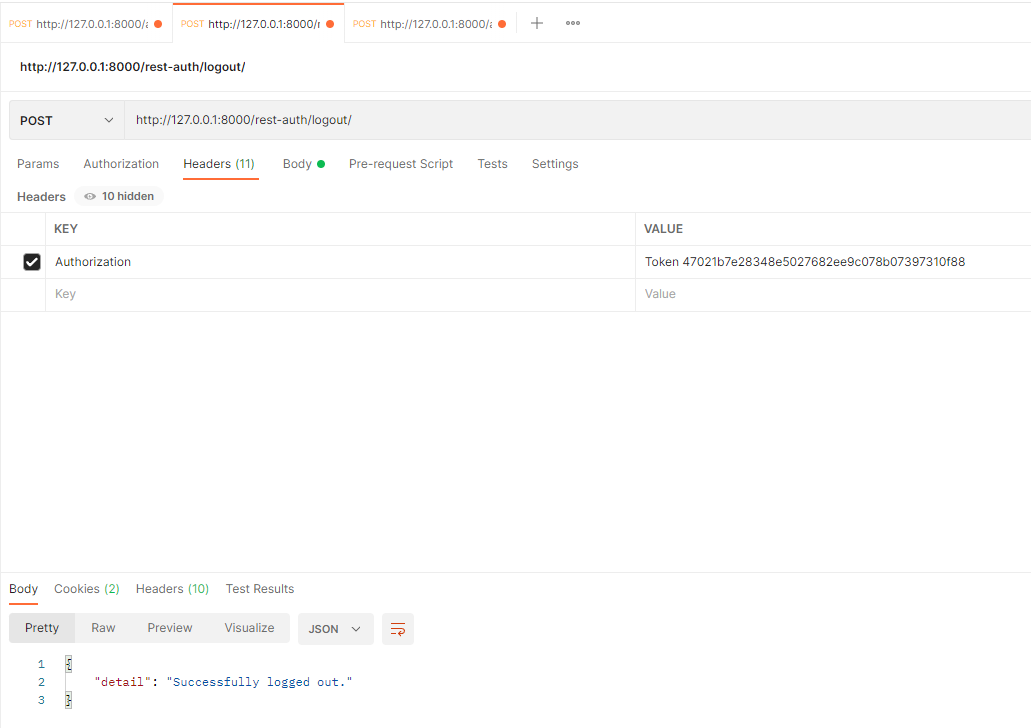 POST http://127.0.0.1:8000/a POST http://127.0.0.1:8000/r POST http://127.0.0.1:8000/a
http://127.0.0.1:8000/rest-auth/logout/
POST http://127.0.0.1:8000/rest-auth/logout/
Params Authorization Headers (11) Body Pre-request Script Tests Settings
Headers 10 hidden
KEY VALUE
Authorization Token 47021b7e28348e5027682ee9c078b07397310f88
Key Value
Body Cookies (2) Headers (10) Test Results
Pretty Raw Preview Visualize JSON
1 {
2 "detail": "Successfully logged out."
3 }